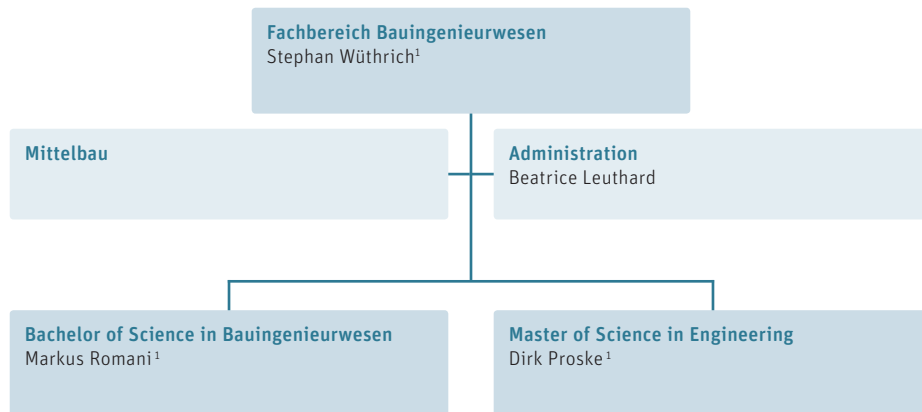 Fachbereich Bauingenieurwesen
Stephan Wüthrich¹
Mittelbau
Administration
Beatrice Leuthard
Bachelor of Science in Bauingenieurwesen
Markus Romani¹
Master of Science in Engineering
Dirk Proske¹